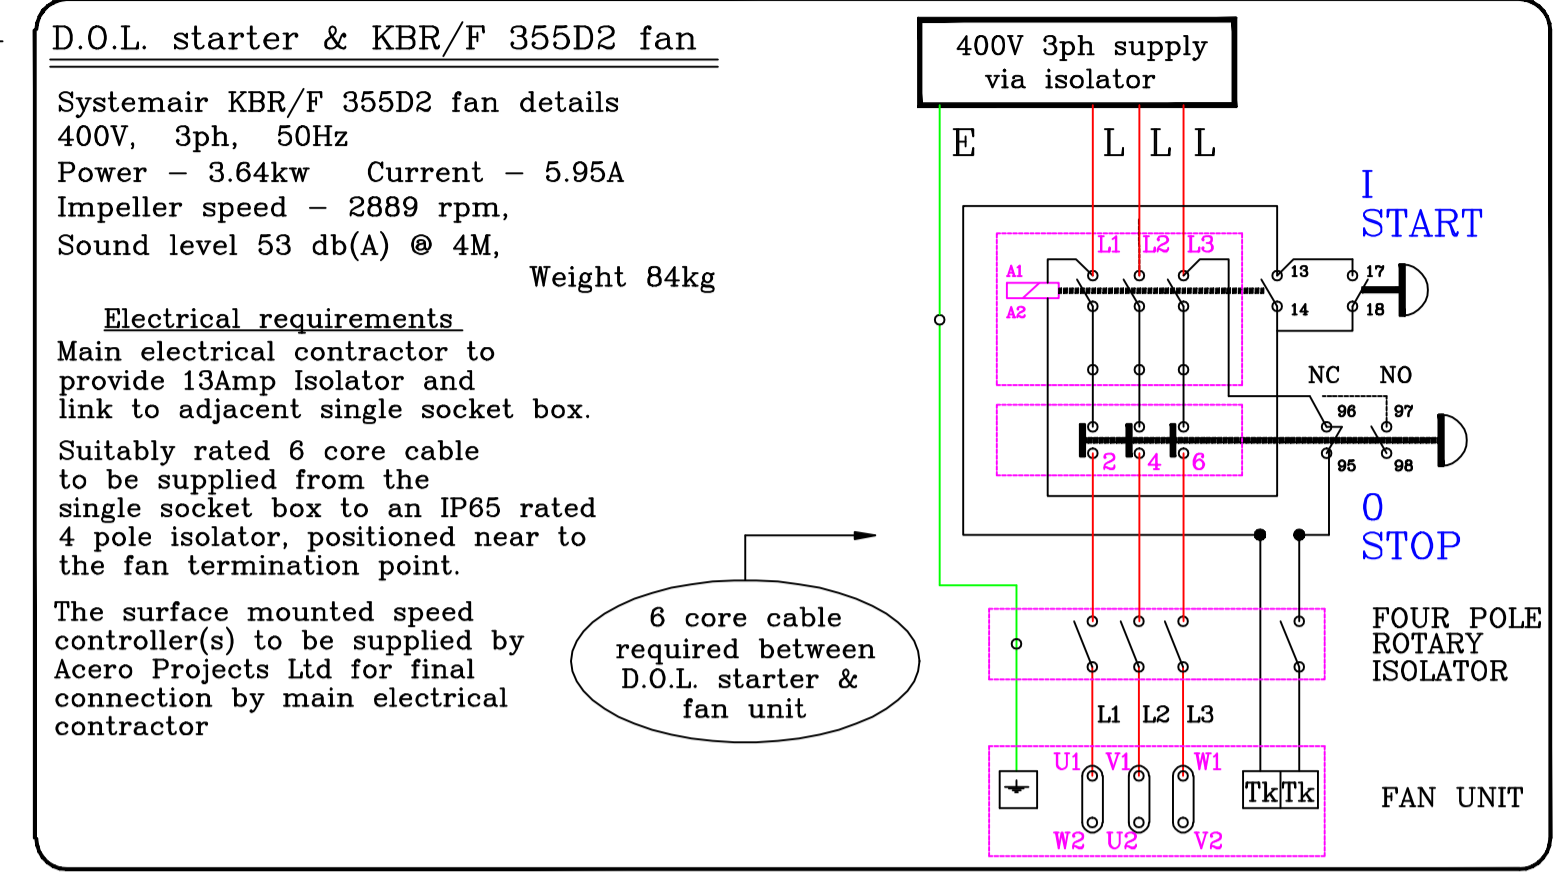 D.O.L. starter & KBR/F 355D2 fan
Systemair KBR/F 355D2 fan details
400V, 3ph, 50Hz
Power - 3.64kw Current - 5.95A
Impeller speed - 2889 rpm,
Sound level 53 db(A) @ 4M,
Weight 84kg
Electrical requirements
Main electrical contractor to
provide 13Amp Isolator and
link to adjacent single socket box.
Suitably rated 6 core cable
to be supplied from the
single socket box to an IP65 rated
4 pole isolator, positioned near to
the fan termination point.
The surface mounted speed
controller(s) to be supplied by
Acero Projects Ltd for final
connection by main electrical
contractor
6 core cable
required between
D.O.L. starter &
fan unit
400V 3ph supply
via isolator
E L L L
I
START
L1 L2 L3
A1
A2
13 17
14 18
NC NO
96 97
95 98
2 4 6
O
STOP
FOUR POLE
ROTARY
ISOLATOR
L1 L2 L3
U1 V1 W1
Tk Tk
FAN UNIT
W2 U2 V2